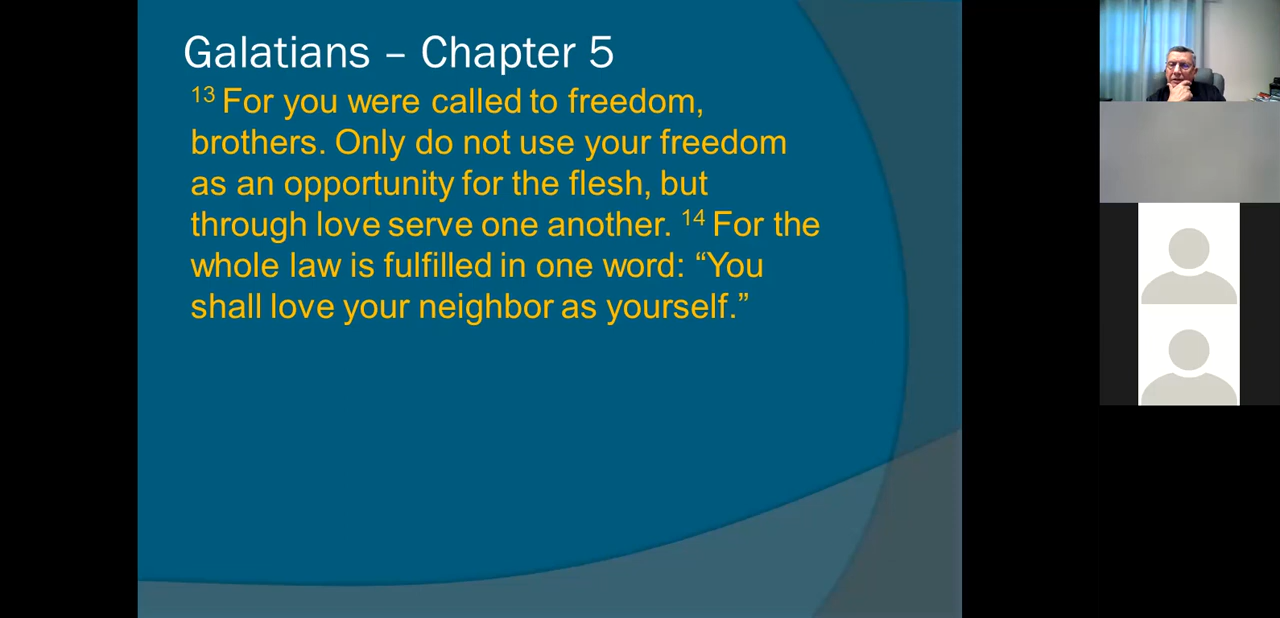 Galatians – Chapter 5
13 For you were called to freedom,
brothers. Only do not use your freedom
as an opportunity for the flesh, but
through love serve one another. 14 For the
whole law is fulfilled in one word: “You
shall love your neighbor as yourself.”